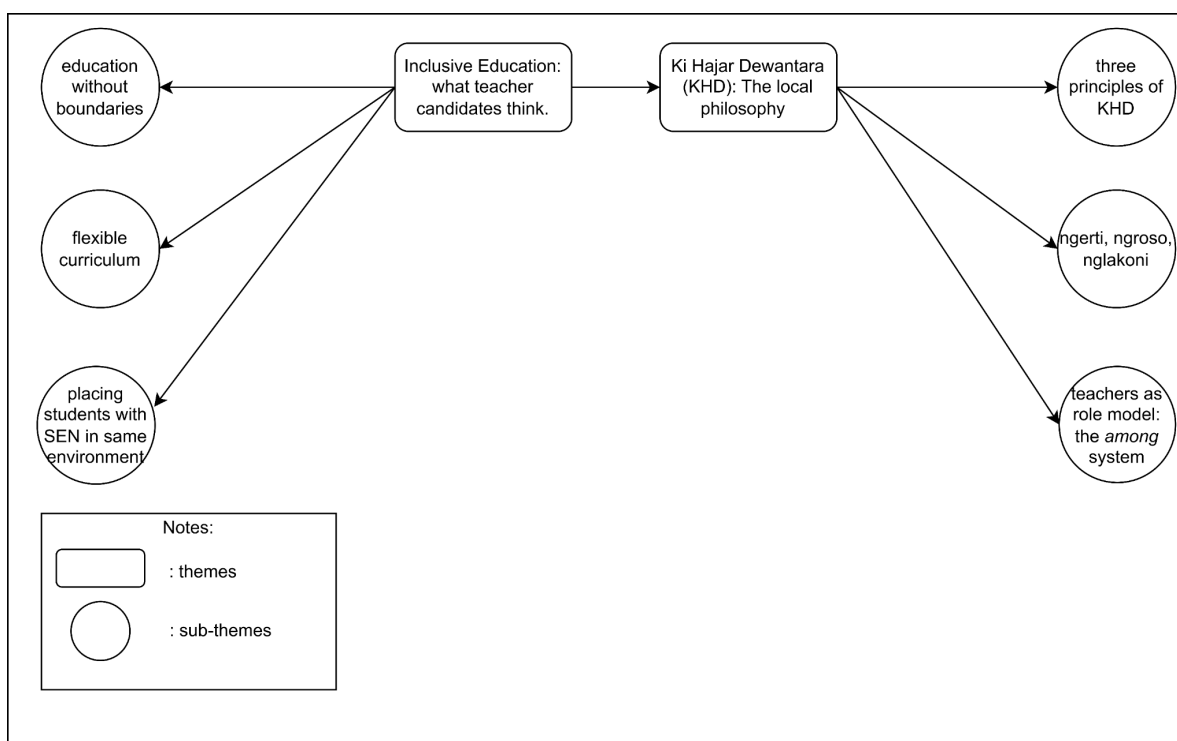 education
without
boundaries
Inclusive Education:
what teacher
candidates think.
Ki Hajar Dewantara
(KHD): The local
philosophy
three
principles of
KHD
flexible
curriculum
ngerti, ngroso,
nglakoni
placing
students with
SEN in same
environment
teachers as
role model:
the among
system
Notes:
: themes
: sub-themes